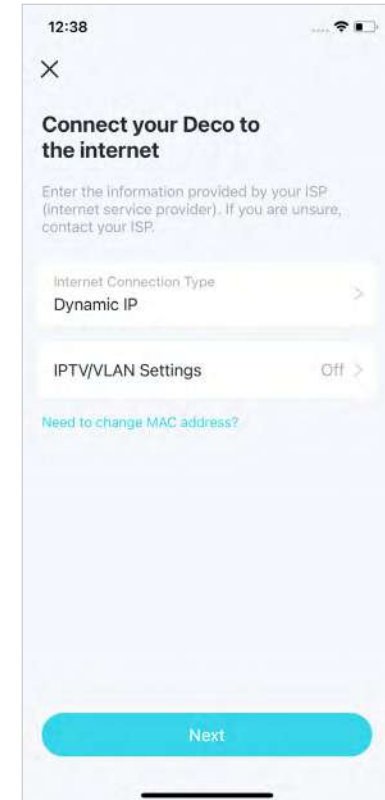 12:38
Connect your Deco to
the internet
Enter the information provided by your ISP
(internet service provider). If you are unsure,
contact your ISP.
Internet Connection Type
Dynamic IP
IPTV/VLAN Settings Off
Need to change MAC address?
Next